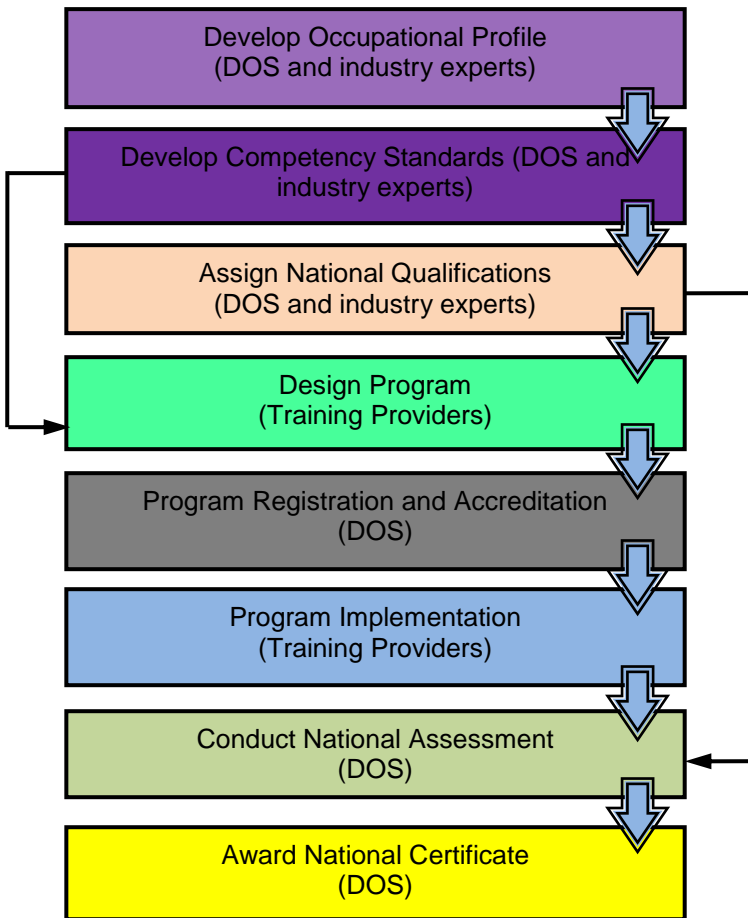 Develop Occupational Profile
(DOS and industry experts)
Develop Competency Standards (DOS and
industry experts)
Assign National Qualifications
(DOS and industry experts)
Design Program
(Training Providers)
Program Registration and Accreditation
(DOS)
Program Implementation
(Training Providers)
Conduct National Assessment
(DOS)
Award National Certificate
(DOS)